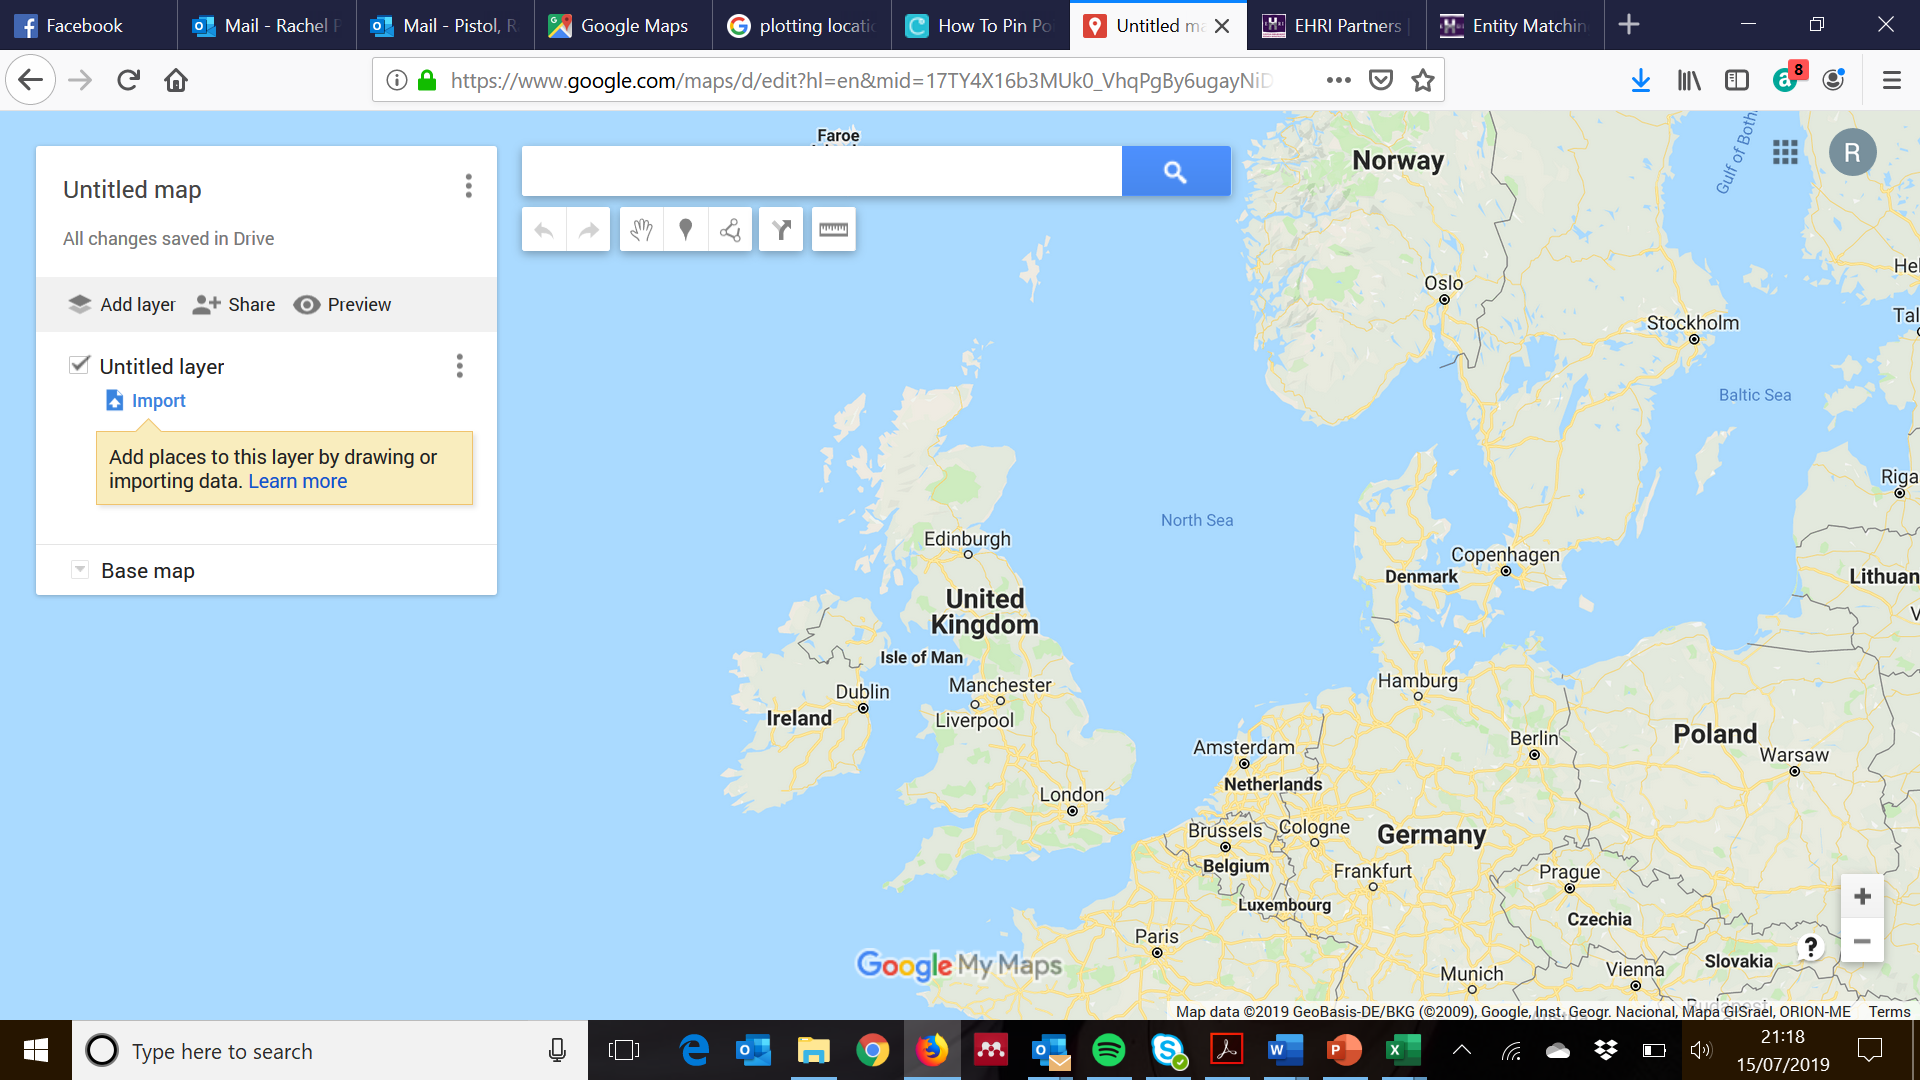 Facebook
Mail - Rachel P
Mail - Pistol, R
Google Maps
plotting locatio
How To Pin Po
Untitled ma
EHRI Partners
Entity Matchin
https://www.google.com/maps/d/edit?hl=en&mid=17TY4X16b3MUk0_VhqPgBy6ugayNiD
8
Untitled map
All changes saved in Drive
Add layer
Share
Preview
Untitled layer
Import
Add places to this layer by drawing or
importing data. Learn more
Base map
R
Faroe
Norway
Gulf of Both
Hel
Oslo
Stockholm
Tal
Baltic Sea
Riga
North Sea
Edinburgh
Copenhagen
Denmark
Lithuan
United
Kingdom
Isle of Man
Dublin
Manchester
Ireland
Liverpool
Hamburg
Poland
Amsterdam
Berlin
Warsaw
Netherlands
London
Brussels
Cologne
Germany
Belgium
Frankfurt
Prague
Luxembourg
Czechia
Paris
Slovakia
Munich
Vienna
Budapest
Google My Maps
?
Map data ©2019 GeoBasis-DE/BKG (©2009), Google, Inst. Geogr. Nacional, Mapa GISrael, ORION-ME
Terms
Type here to search
21:18
15/07/2019